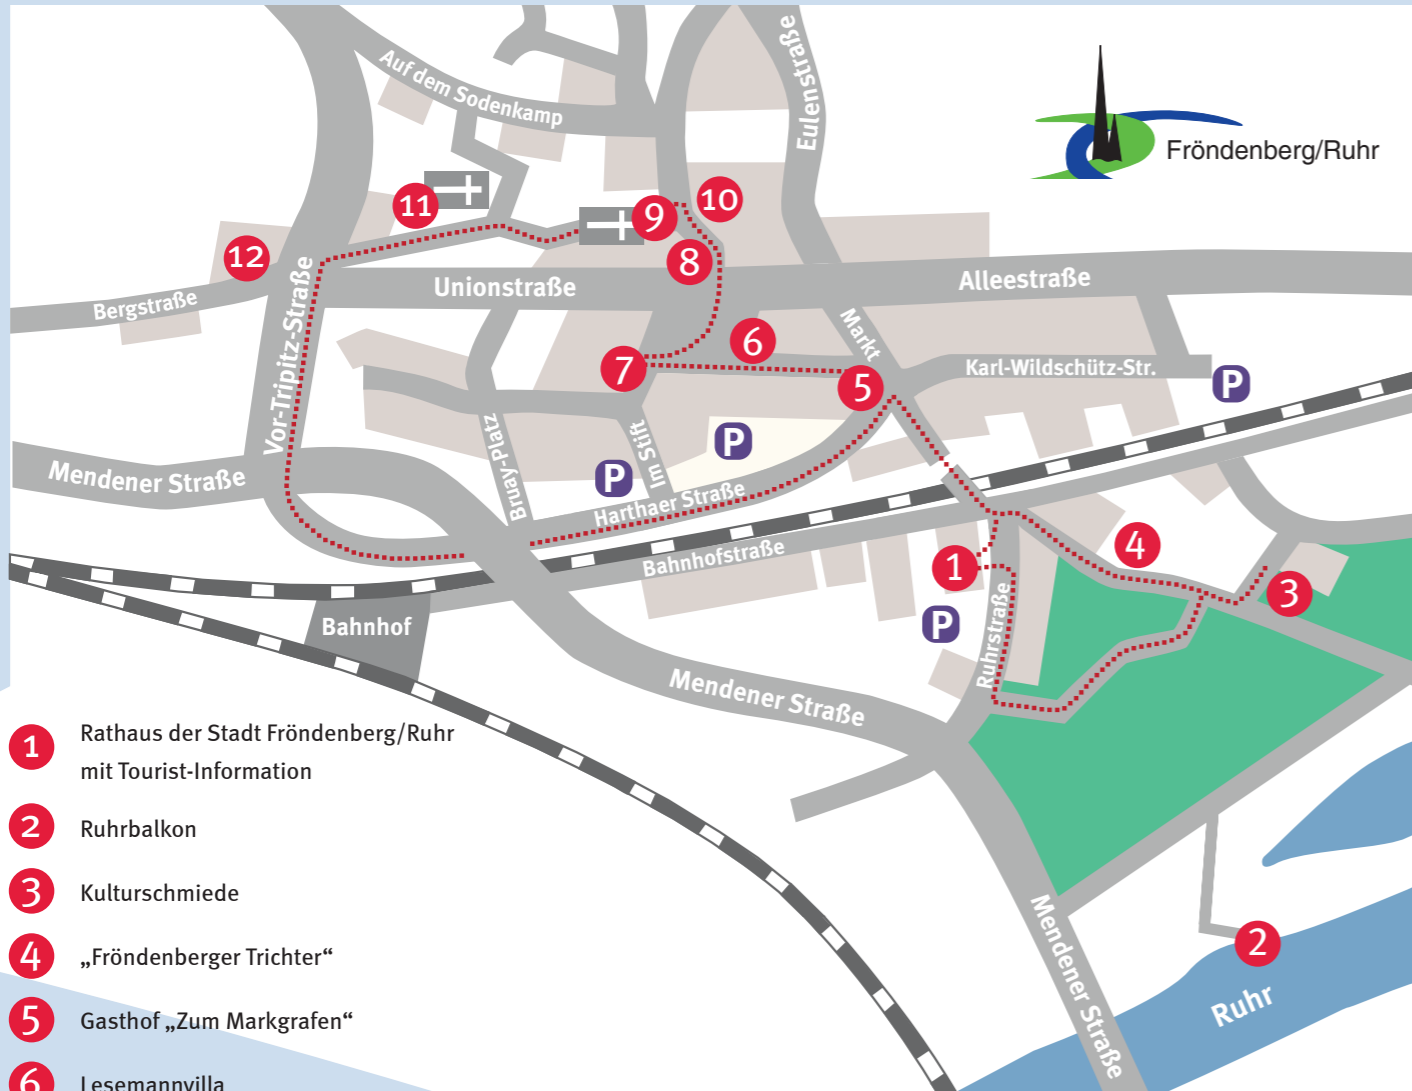 Auf dem Sodenkamp
Eulenstraße
Fröndenberg/Ruhr
11
9
10
12
8
Bergstraße
Vor-Tripitz-Straße
Unionstraße
Alleestraße
Markt
6
7
5
Karl-Wildschütz-Str.
P
Mendener Straße
Bruay-Platz
Im Stift
P
P
Harthaer Straße
Bahnhofstraße
4
1
3
P
Ruhrstraße
Bahnhof
Mendener Straße
Mendener Straße
2
Ruhr
1 Rathaus der Stadt Fröndenberg/Ruhr
mit Tourist-Information
2 Ruhrbalkon
3 Kulturschmiede
4 „Fröndenberger Trichter“
5 Gasthof „Zum Markgrafen“
6 Lesemannvilla